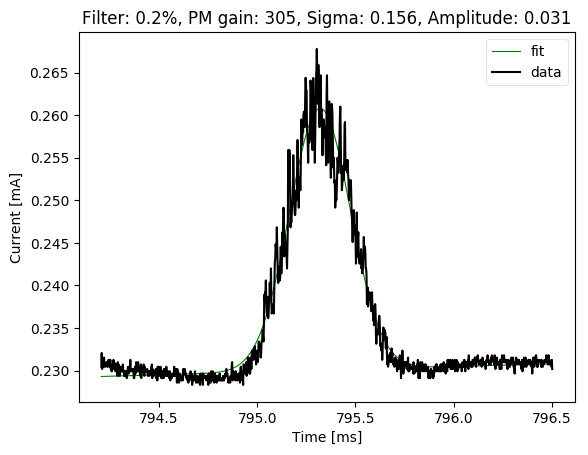 Filter: 0.2%, PM gain: 305, Sigma: 0.156, Amplitude: 0.031
fit
data
0.265
0.260
0.255
0.250
0.245
0.240
0.235
0.230
Current [mA]
794.5 795.0 795.5 796.0 796.5
Time [ms]